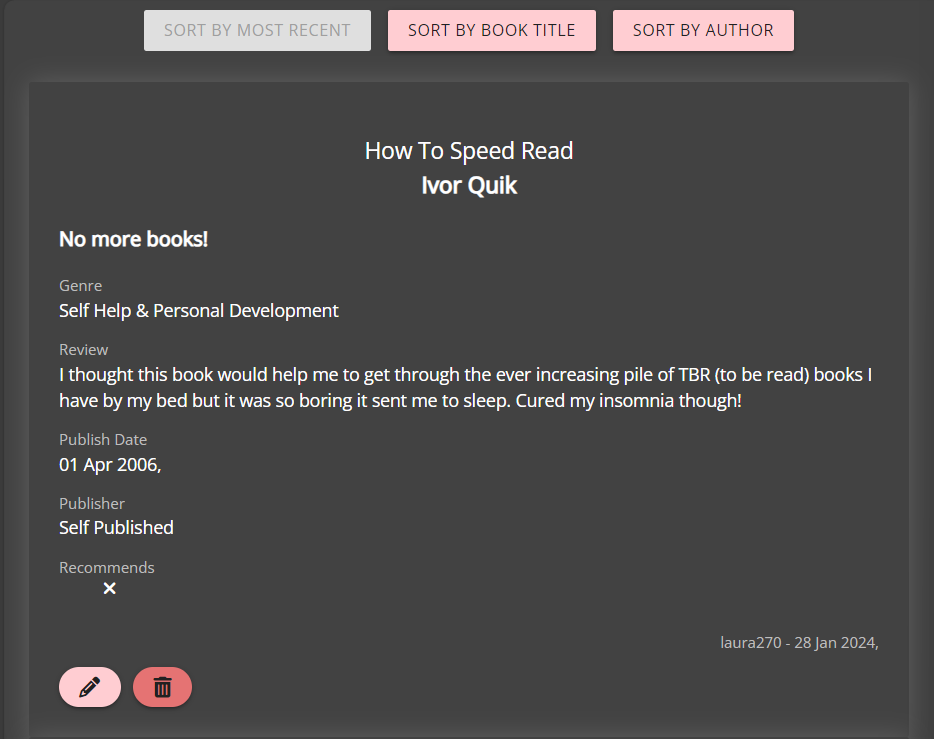 SORT BY MOST RECENT
SORT BY BOOK TITLE
SORT BY AUTHOR
How To Speed Read
Ivor Quik
No more books!
Genre
Self Help & Personal Development
Review
I thought this book would help me to get through the ever increasing pile of TBR (to be read) books I
have by my bed but it was so boring it sent me to sleep. Cured my insomnia though!
Publish Date
01 Apr 2006,
Publisher
Self Published
Recommends
laura270 - 28 Jan 2024,